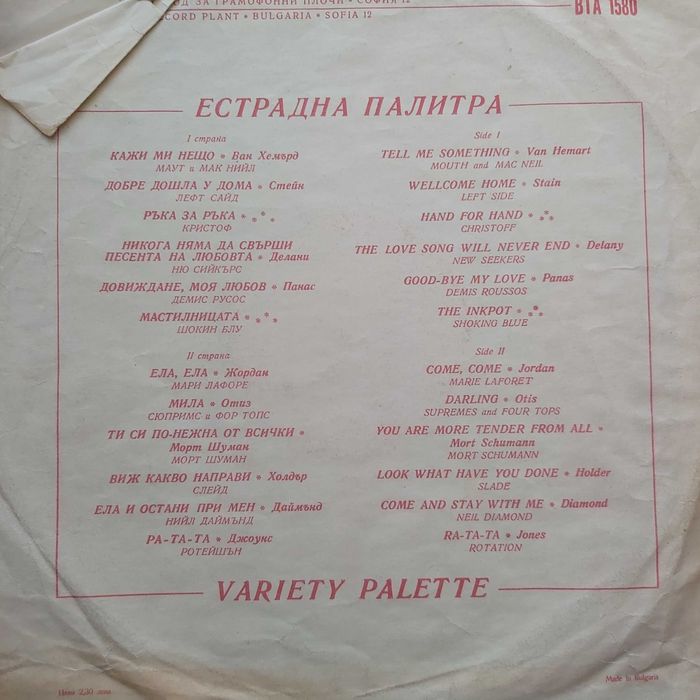 ОД ЗА ГРАМОФОННИ ПЛОЧИ • СОФИЯ 12
CORD PLANT • BULGARIA • SOFIA 12
ВТА 1580
ЕСТРАДНА ПАЛИТРА
I страна
КАЖИ МИ НЕЩО * Ван Хемърд
МАУТ и МАК НИЙЛ
ДОБРЕ ДОШЛА У ДОМА * Стейн
ЛЕФТ САЙД
РЪКА ЗА РЪКА * ***
КРИСТОФ
НИКОГА НЯМА ДА СВЪРШИ
ПЕСЕНТА НА ЛЮБОВТА * Делани
НЮ СИЙКЪРС
ДОВИЖДАНЕ, МОЯ ЛЮБОВ * Панас
ДЕМИС РУСОС
МАСТИЛНИЦАТА * ***
ШОКИН БЛУ
II страна
ЕЛА, ЕЛА * Жордан
МАРИ ЛАФОРЕ
МИЛА * Отиз
СЮПРИМС и ФОР ТОПС
ТИ СИ ПО-НЕЖНА ОТ ВСИЧКИ *
Морт Шуман
МОРТ ШУМАН
ВИЖ КАКВО НАПРАВИ * Холдър
СЛЕЙД
ЕЛА И ОСТАНИ ПРИ МЕН * Даймънд
НИЙЛ ДАЙМЪНД
РА-ТА-ТА * Джоунс
РОТЕЙШЪН
Side I
TELL ME SOMETHING * Van Hemart
MOUTH and MAC NEIL
WELLCOME HOME * Stain
LEFT SIDE
HAND FOR HAND * ***
CHRISTOFF
THE LOVE SONG WILL NEVER END * Delany
NEW SEEKERS
GOOD-BYE MY LOVE * Panas
DEMIS ROUSSOS
THE INKPOT * ***
SHOKING BLUE
Side II
COME, COME * Jordan
MARIE LAFORET
DARLING * Otis
SUPREMES and FOUR TOPS
YOU ARE MORE TENDER FROM ALL *
Mort Schumann
MORT SCHUMANN
LOOK WHAT HAVE YOU DONE * Holder
SLADE
COME AND STAY WITH ME * Diamond
NEIL DIAMOND
RA-TA-TA * Jones
ROTATION
VARIETY PALETTE
Цена 2,30 лева
Made in Bulgaria